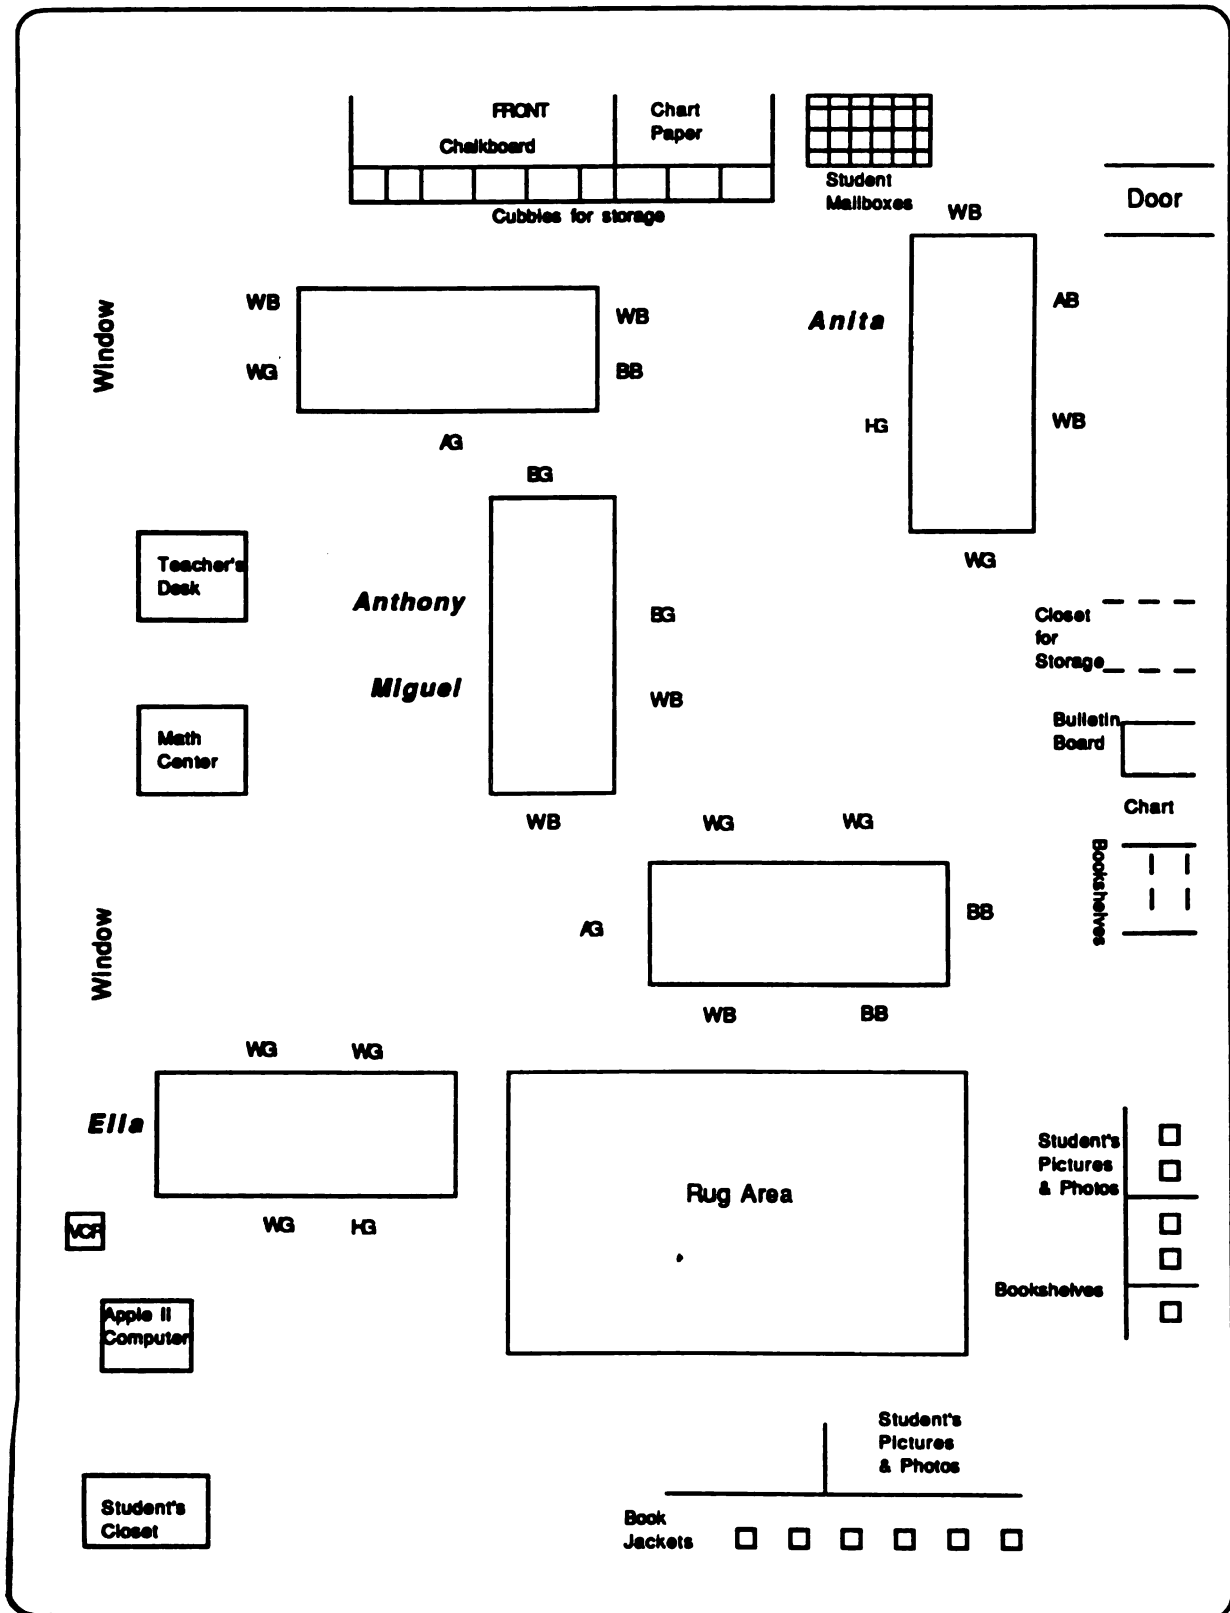 FRONT
Chalkboard
Chart
Paper
Cubbies for storage
Student
Mailboxes
Door
WB
Window
WB
WG
WB
BB
AG
Anita
AB
HG
WB
WG
BG
Teacher's
Desk
Anthony
Miguel
BG
WB
WB
Math
Center
Closet
for
Storage
Bulletin
Board
Chart
Bookshelves
WG WG
AG
BB
WB BB
Window
WG WG
Ella
WG HG
VCR
Rug Area
Student's
Pictures
& Photos
Bookshelves
Apple II
Computer
Student's
Closet
Student's
Pictures
& Photos
Book
Jackets